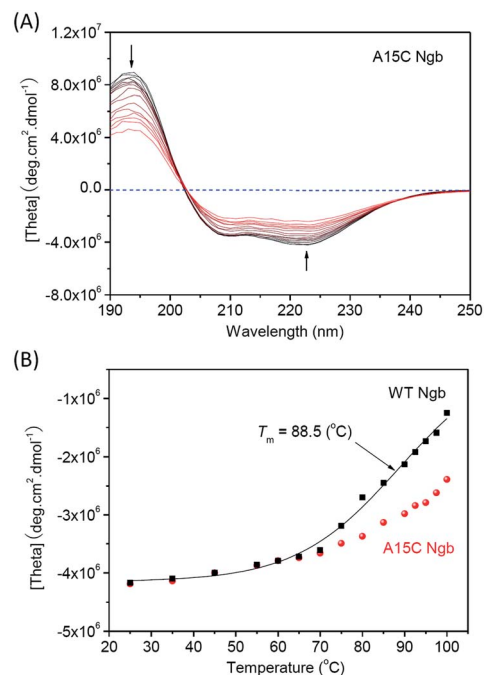 (A)
A15C Ngb
1.2x10⁷
8.0x10⁶
4.0x10⁶
0.0
-4.0x10⁶
-8.0x10⁶
[Theta] (deg.cm².dmol⁻¹)
190 200 210 220 230 240 250
Wavelength (nm)
(B)
WT Ngb
Tm = 88.5 (°C)
A15C Ngb
-1x10⁶
-2x10⁶
-3x10⁶
-4x10⁶
-5x10⁶
[Theta] (deg.cm².dmol⁻¹)
20 30 40 50 60 70 80 90 100
Temperature (°C)